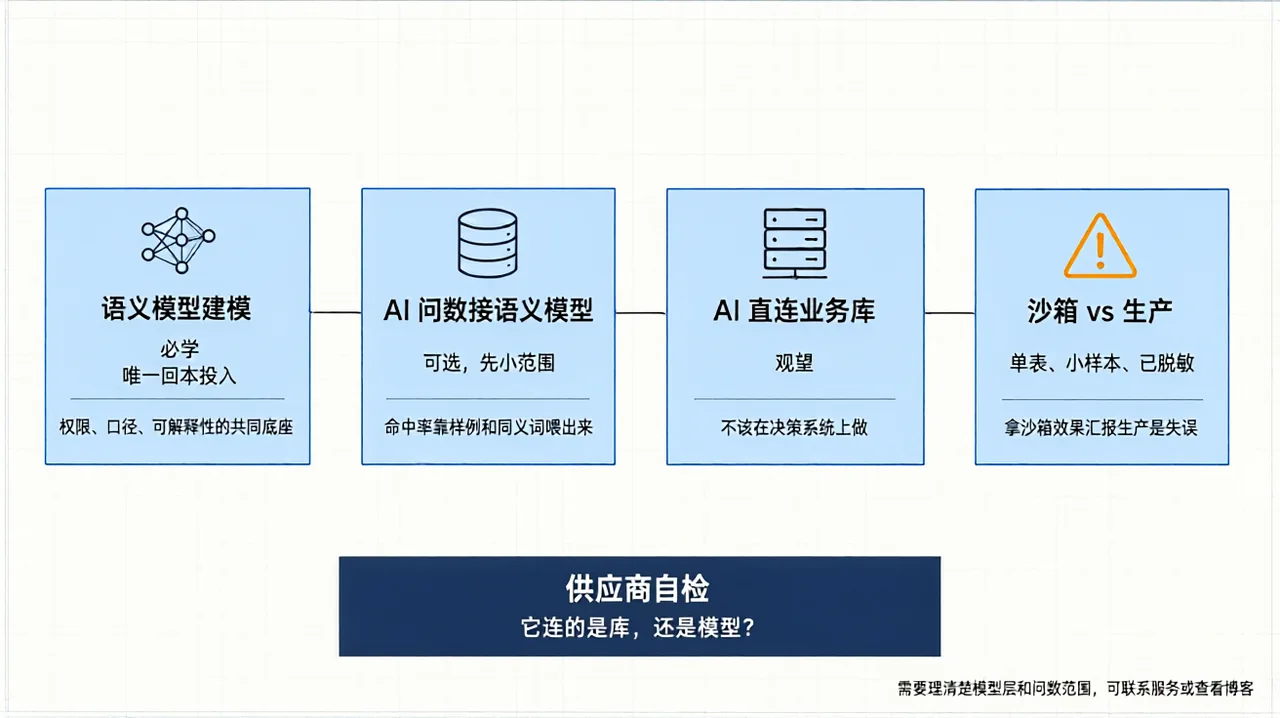 语义模型建模
必学
唯一回本投入
权限、口径、可解释性的共同底座
AI 问数接语义模型
可选，先小范围
命中率靠样例和同义词喂出来
AI 直连业务库
观望
不该在决策系统上做
沙箱 vs 生产
单表、小样本、已脱敏
拿沙箱效果汇报生产是失误
供应商自检
它连的是库，还是模型？
需要理清楚模型层和问数范围，可联系服务或查看博客